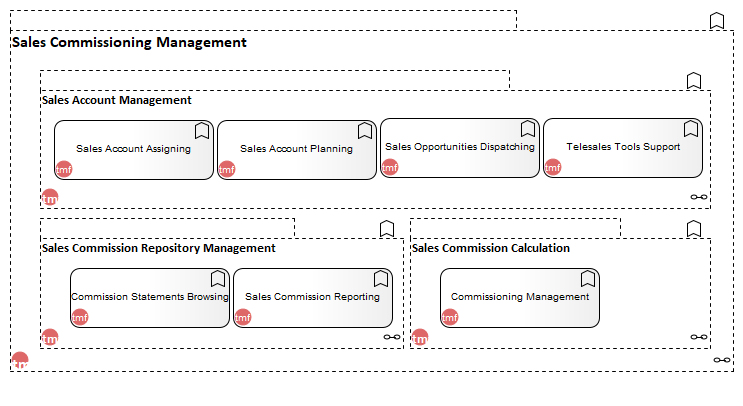 Sales Commissioning Management
Sales Account Management
Sales Account Assigning
Sales Account Planning
Sales Opportunities Dispatching
Telesales Tools Support
tmf
tmf
tmf
tmf
tm
Sales Commission Repository Management
Sales Commission Calculation
Commission Statements Browsing
Sales Commission Reporting
Commissioning Management
tmf
tmf
tmf
tm
tm
tm